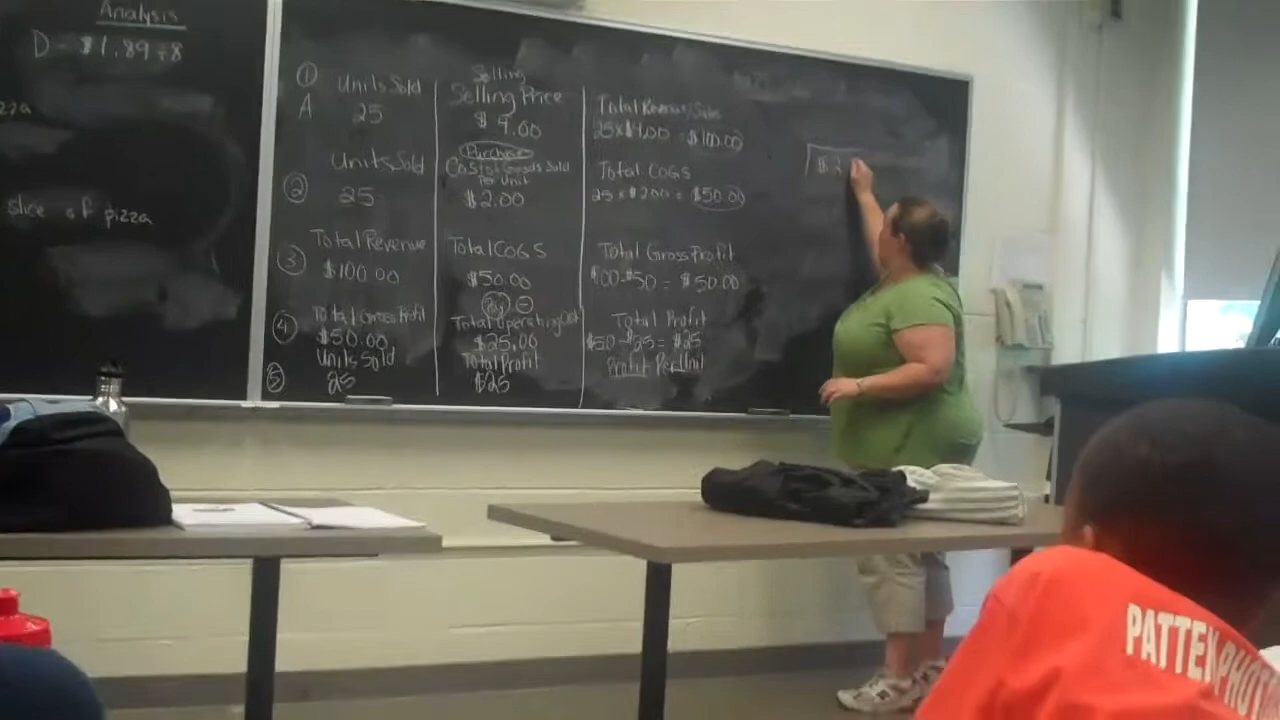 Analysis
D = $1.89 ÷ 8
zza
slice of pizza
① Units Sold
A 25
Selling
Selling Price
$ 4.00
Total Revenue/Sales
25 x $4.00 = $100.00
Units Sold
② 25
Purchase
Cost of Goods Sold
Per Unit
$2.00
Total COGS
25 x $2.00 = $50.00
③ Total Revenue
$100.00
Total COGS
$50.00
Total Gross Profit
$100-$50 = $50.00
④ Total Gross Profit
$50.00
Total Operating Cost
$25.00
Total Profit
$50-$25= $25
⑤ Units Sold
25
Total Profit
$25
Profit Per Unit
$2
PATTEN PHOTO